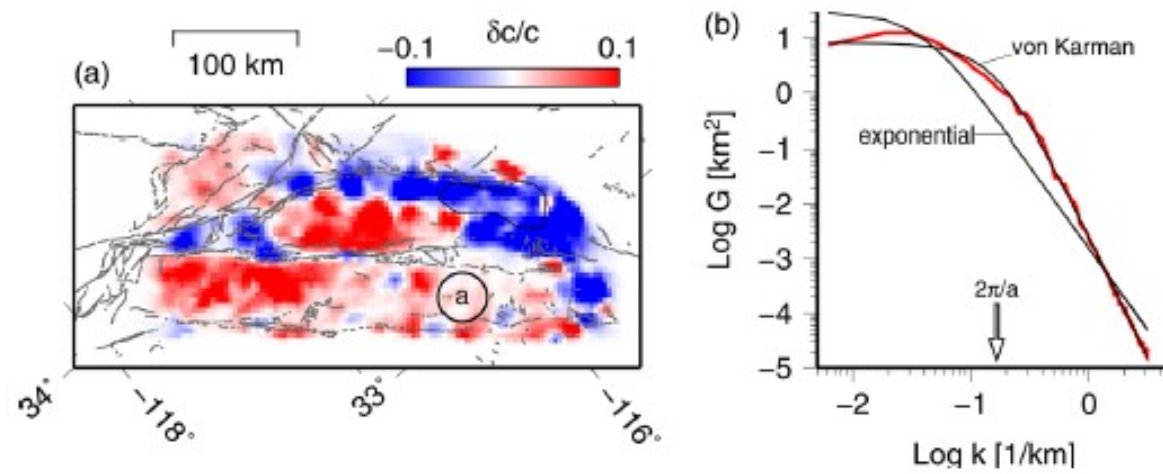 100 km
δc/c
−0.1 0.1
(a)
a
34°
−118°
33°
−116°
(b)
Log G [km²]
1
0
−1
−2
−3
−4
−5
von Karman
exponential
2π/a
−2 −1 0
Log k [1/km]